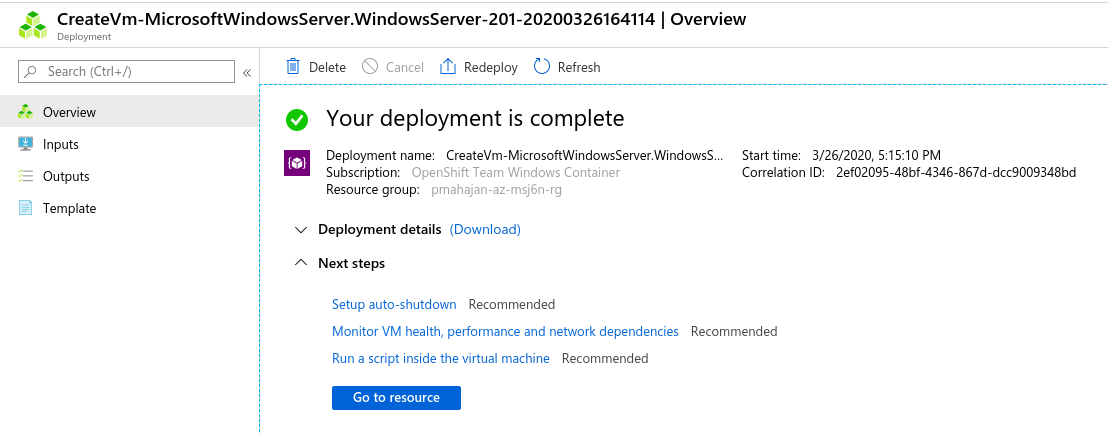 CreateVm-MicrosoftWindowsServer.WindowsServer-201-20200326164114 | Overview
Deployment
Search (Ctrl+/)
«
Overview
Inputs
Outputs
Template
Delete
Cancel
Redeploy
Refresh
Your deployment is complete
Deployment name: CreateVm-MicrosoftWindowsServer.WindowsS...
Subscription: OpenShift Team Windows Container
Resource group: pmahajan-az-msj6n-rg
Start time: 3/26/2020, 5:15:10 PM
Correlation ID: 2ef02095-48bf-4346-867d-dcc9009348bd
Deployment details (Download)
Next steps
Setup auto-shutdown Recommended
Monitor VM health, performance and network dependencies Recommended
Run a script inside the virtual machine Recommended
Go to resource